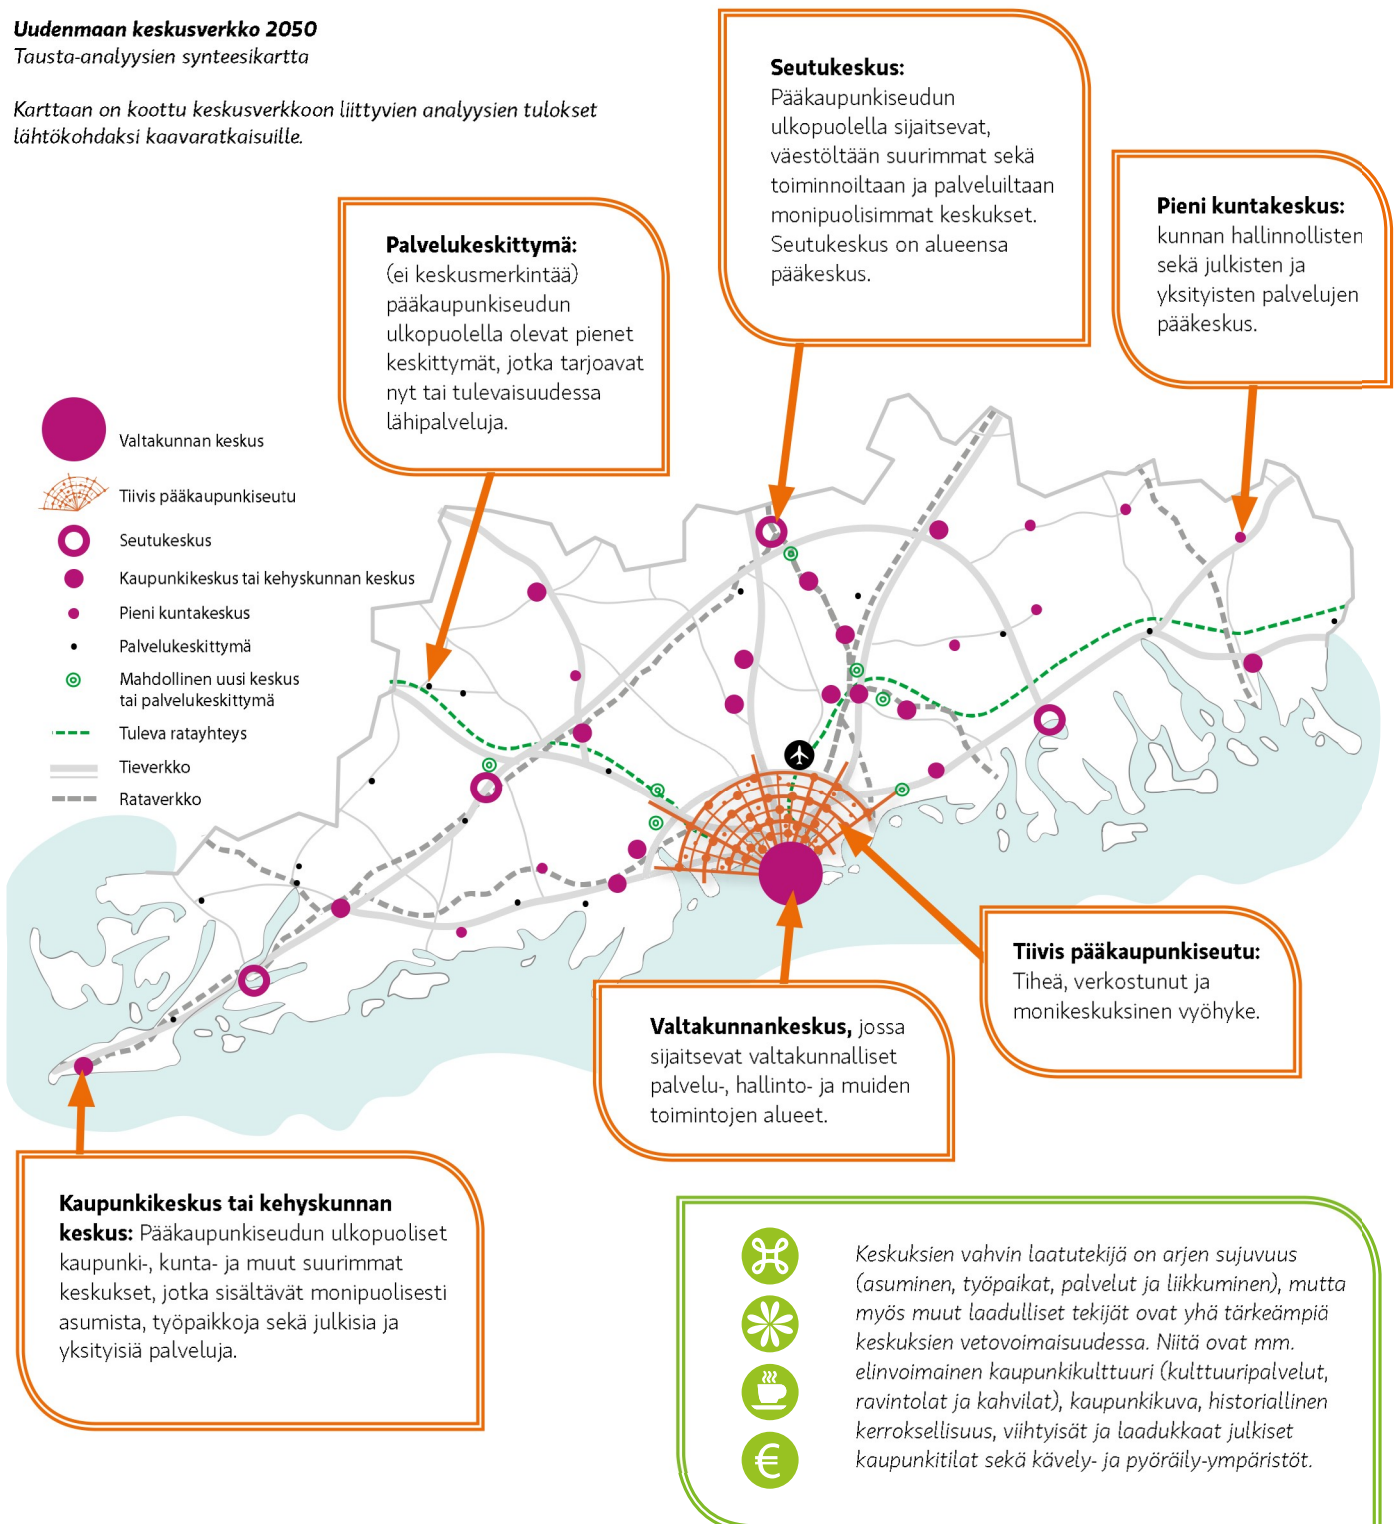 Uudenmaan keskusverkko 2050
Tausta-analyysien synteesikartta
Karttaan on koottu keskusverkkoon liittyvien analyysien tulokset
lähtökohdaksi kaavaratkaisuille.
Seutukeskus:
Pääkaupunkiseudun
ulkopuolella sijaitsevat,
väestöltään suurimmat sekä
toiminnoiltaan ja palveluiltaan
monipuolisimmat keskukset.
Seutukeskus on alueensa
pääkeskus.
Pieni kuntakeskus:
kunnan hallinnollisten
sekä julkisten ja
yksityisten palvelujen
pääkeskus.
Palvelukeskittymä:
(ei keskusmerkintää)
pääkaupunkiseudun
ulkopuolella olevat pienet
keskittymät, jotka tarjoavat
nyt tai tulevaisuudessa
lähipalveluja.
Valtakunnan keskus
Tiivis pääkaupunkiseutu
Seutukeskus
Kaupunkikeskus tai kehyskunnan keskus
Pieni kuntakeskus
Palvelukeskittymä
Mahdollinen uusi keskus
tai palvelukeskittymä
Tuleva ratayhteys
Tieverkko
Rataverkko
Tiivis pääkaupunkiseutu:
Tiheä, verkostunut ja
monikeskuksinen vyöhyke.
Valtakunnankeskus, jossa
sijaitsevat valtakunnalliset
palvelu-, hallinto- ja muiden
toimintojen alueet.
Kaupunkikeskus tai kehyskunnan
keskus: Pääkaupunkiseudun ulkopuoliset
kaupunki-, kunta- ja muut suurimmat
keskukset, jotka sisältävät monipuolisesti
asumista, työpaikkoja sekä julkisia ja
yksityisiä palveluja.
Keskuksien vahvin laatutekijä on arjen sujuvuus
(asuminen, työpaikat, palvelut ja liikkuminen), mutta
myös muut laadulliset tekijät ovat yhä tärkeämpiä
keskuksien vetovoimaisuudessa. Niitä ovat mm.
elinvoimainen kaupunkikulttuuri (kulttuuripalvelut,
ravintolat ja kahvilat), kaupunkikuva, historiallinen
kerroksellisuus, viihtyisät ja laadukkaat julkiset
kaupunkitilat sekä kävely- ja pyöräily-ympäristöt.
€